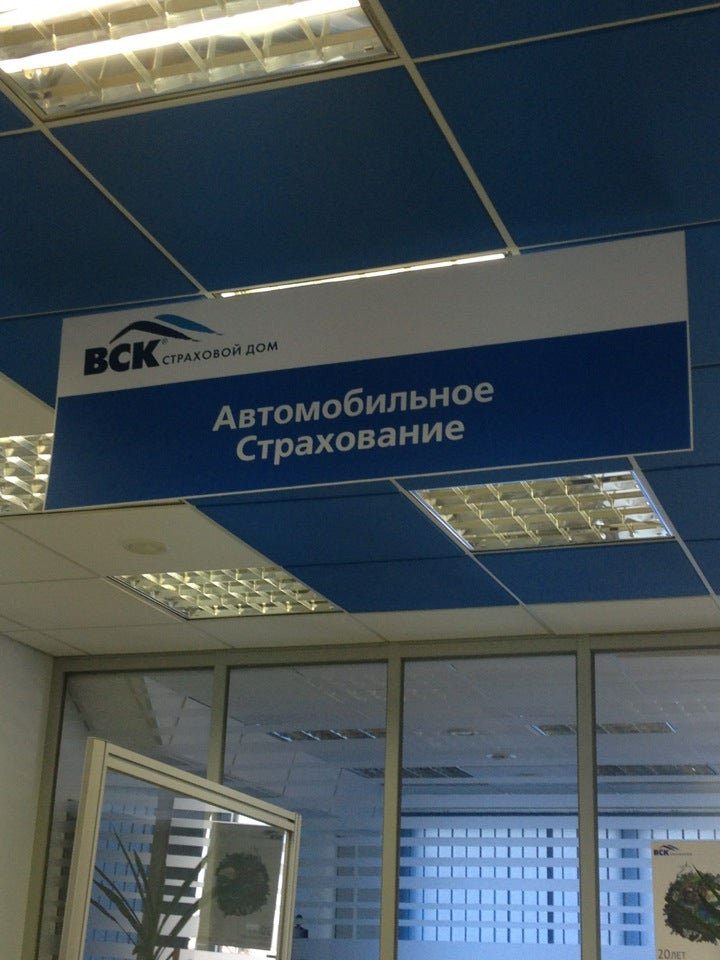 ВСК® СТРАХОВОЙ ДОМ
Автомобильное
Страхование
ВСК
20 ЛЕТ